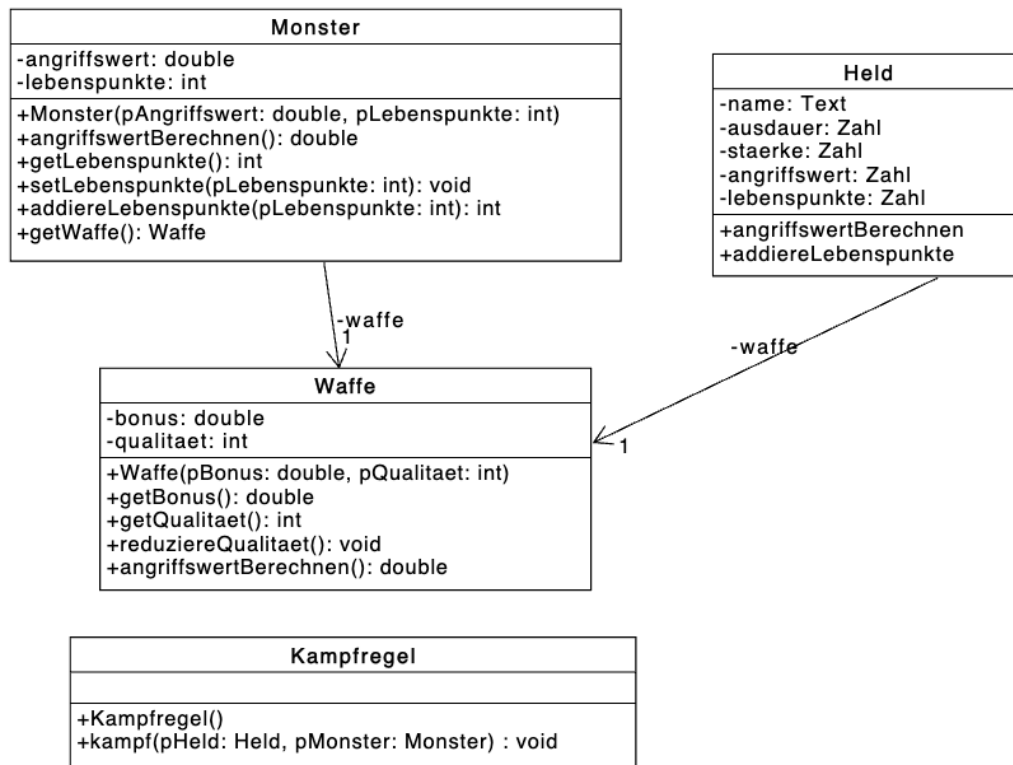 Monster
-angriffswert: double
-lebenspunkte: int
+Monster(pAngriffswert: double, pLebenspunkte: int)
+angriffswertBerechnen(): double
+getLebenspunkte(): int
+setLebenspunkte(pLebenspunkte: int): void
+addiereLebenspunkte(pLebenspunkte: int): int
+getWaffe(): Waffe
Held
-name: Text
-ausdauer: Zahl
-staerke: Zahl
-angriffswert: Zahl
-lebenspunkte: Zahl
+angriffswertBerechnen
+addiereLebenspunkte
-waffe
1
-waffe
1
Waffe
-bonus: double
-qualitaet: int
+Waffe(pBonus: double, pQualitaet: int)
+getBonus(): double
+getQualitaet(): int
+reduziereQualitaet(): void
+angriffswertBerechnen(): double
Kampfregel
+Kampfregel()
+kampf(pHeld: Held, pMonster: Monster) : void